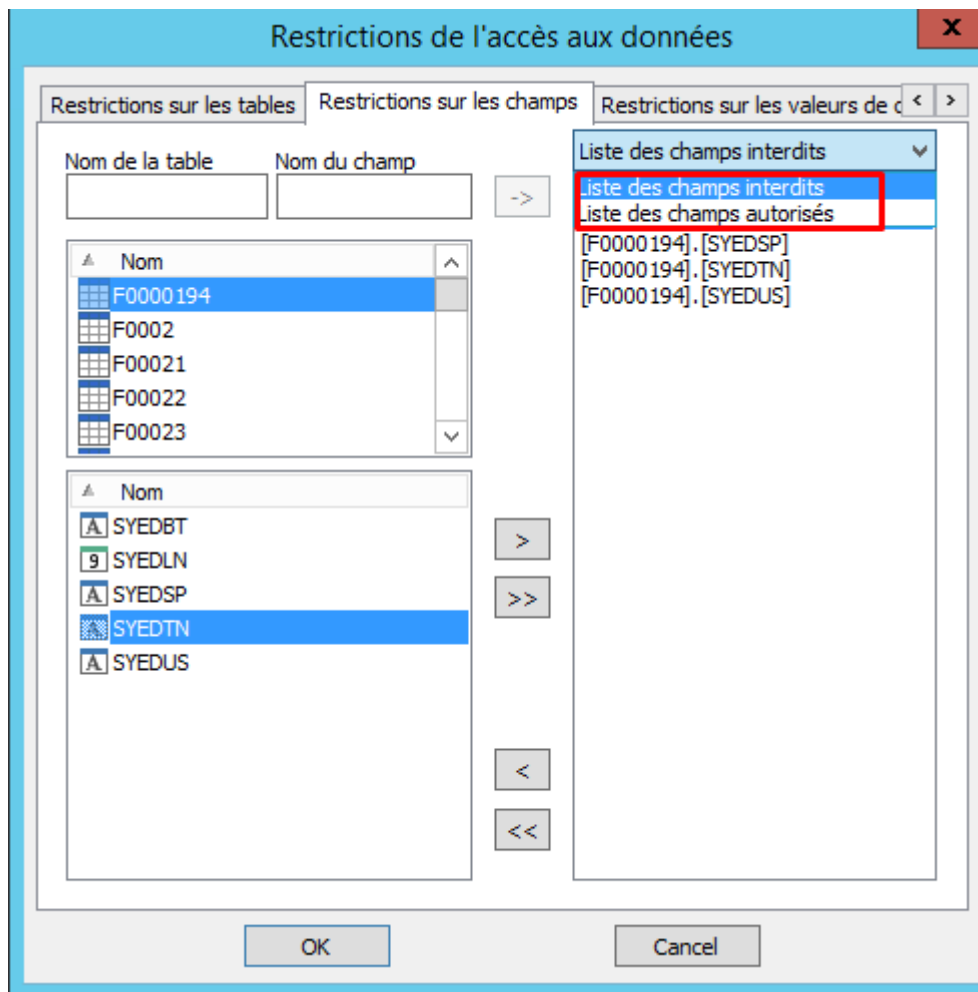 Restrictions de l'accès aux données
x
Restrictions sur les tables
Restrictions sur les champs
Restrictions sur les valeurs de c
< >
Nom de la table
Nom du champ
->
Nom
F0000194
F0002
F00021
F00022
F00023
Nom
SYEDBT
SYEDLN
SYEDSP
SYEDTN
SYEDUS
>
>>
<
<<
Liste des champs interdits
Liste des champs interdits
Liste des champs autorisés
[F0000194].[SYEDSP]
[F0000194].[SYEDTN]
[F0000194].[SYEDUS]
OK
Cancel